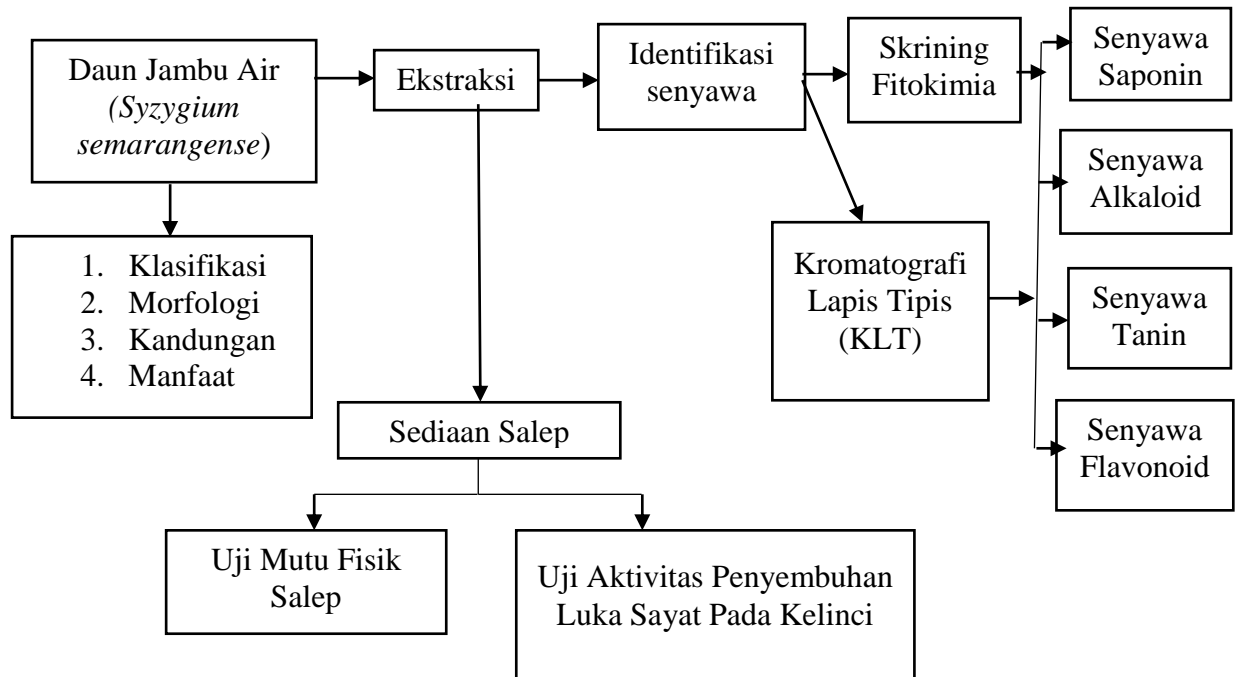 Daun Jambu Air
(Syzygium
semarangense)
Ekstraksi
Identifikasi
senyawa
Skrining
Fitokimia
Senyawa
Saponin
Senyawa
Alkaloid
Senyawa
Tanin
Senyawa
Flavonoid
Kromatografi
Lapis Tipis
(KLT)
1. Klasifikasi
2. Morfologi
3. Kandungan
4. Manfaat
Sediaan Salep
Uji Mutu Fisik
Salep
Uji Aktivitas Penyembuhan
Luka Sayat Pada Kelinci